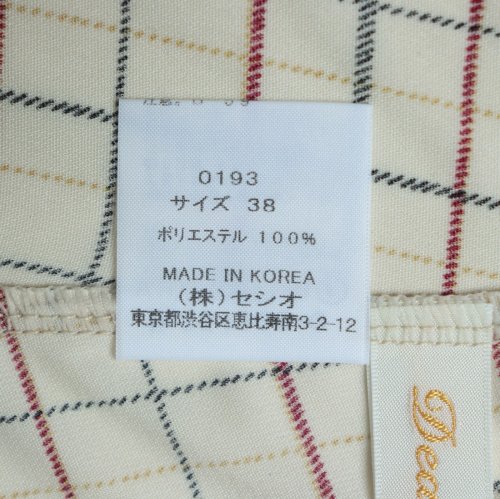 0193
サイズ 38
ポリエステル 100%
MADE IN KOREA
(株) セシオ
東京都渋谷区恵比寿南3-2-12